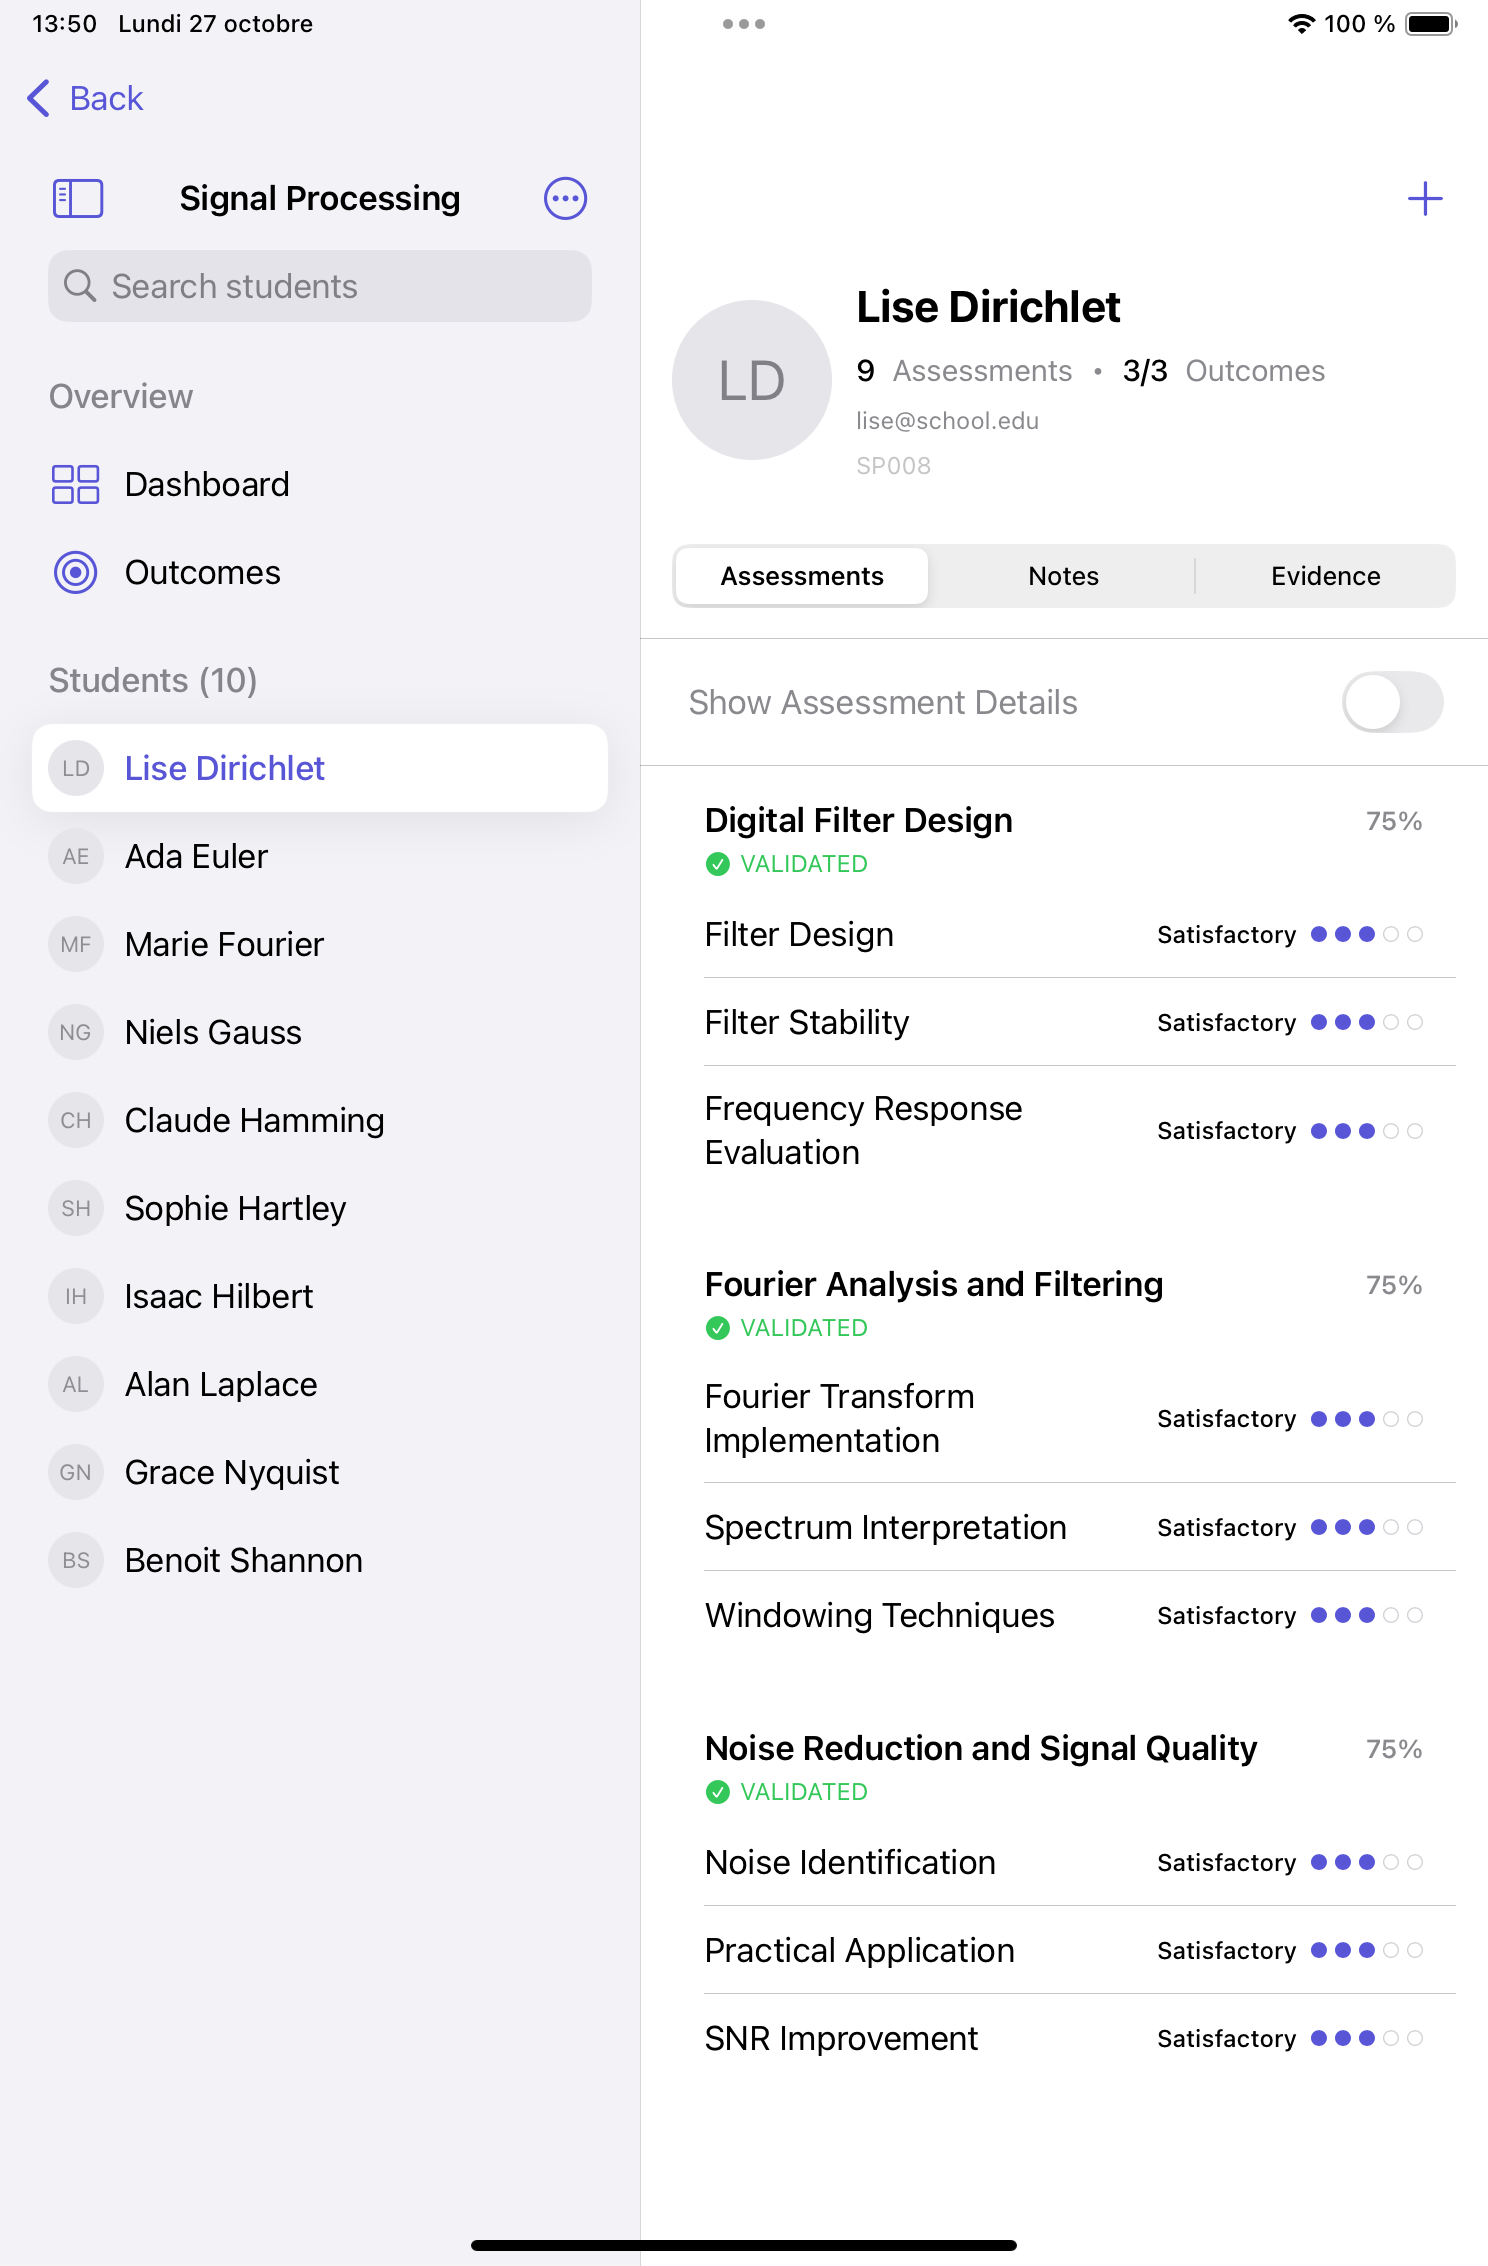 13:50 Lundi 27 octobre
100 %
Back
Signal Processing
Search students
Overview
Dashboard
Outcomes
Students (10)
LD Lise Dirichlet
AE Ada Euler
MF Marie Fourier
NG Niels Gauss
CH Claude Hamming
SH Sophie Hartley
IH Isaac Hilbert
AL Alan Laplace
GN Grace Nyquist
BS Benoit Shannon
LD
Lise Dirichlet
9 Assessments • 3/3 Outcomes
lise@school.edu
SP008
Assessments Notes Evidence
Show Assessment Details
Digital Filter Design 75%
VALIDATED
Filter Design Satisfactory
Filter Stability Satisfactory
Frequency Response
Evaluation
Satisfactory
Fourier Analysis and Filtering 75%
VALIDATED
Fourier Transform
Implementation
Satisfactory
Spectrum Interpretation Satisfactory
Windowing Techniques Satisfactory
Noise Reduction and Signal Quality 75%
VALIDATED
Noise Identification Satisfactory
Practical Application Satisfactory
SNR Improvement Satisfactory